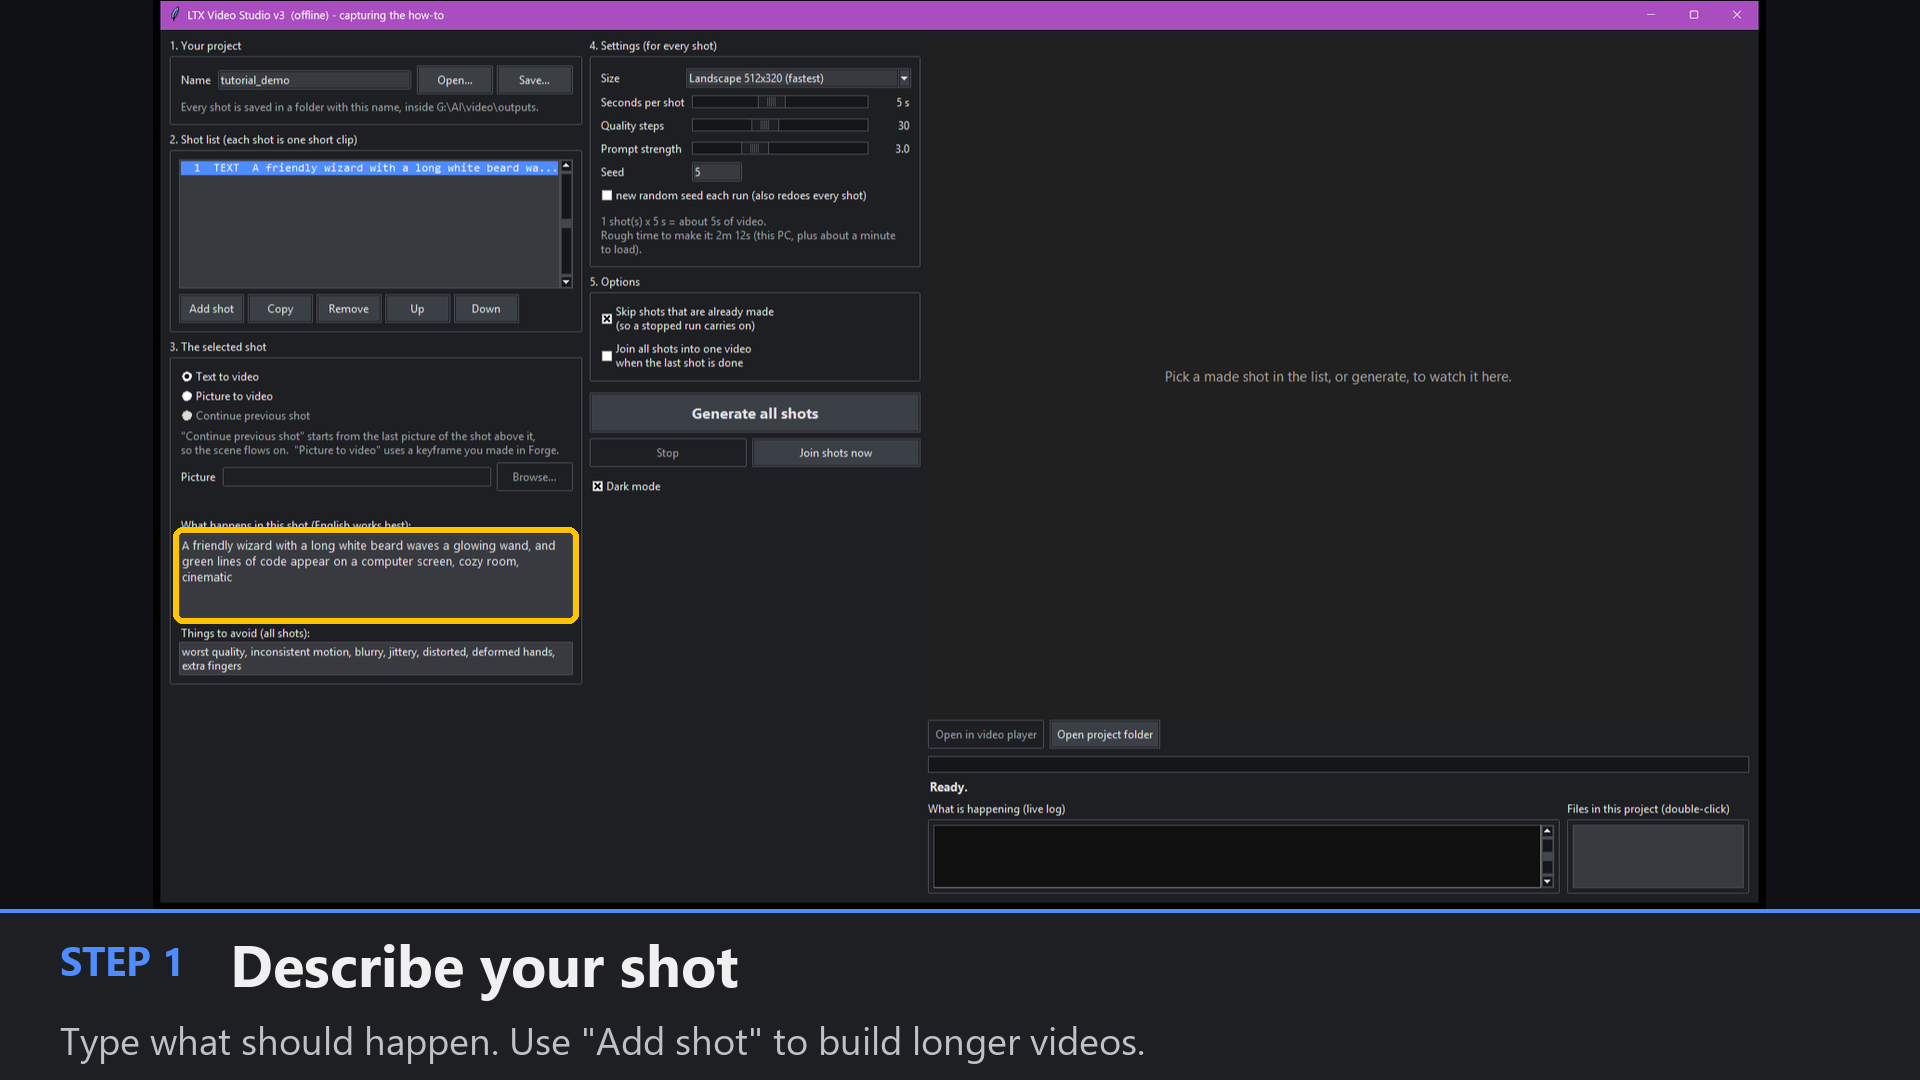 LTX Video Studio v3 (offline) - capturing the how-to
1. Your project
Name tutorial_demo Open... Save...
Every shot is saved in a folder with this name, inside G:\AI\video\outputs.
2. Shot list (each shot is one short clip)
1 TEXT A friendly wizard with a long white beard wa...
Add shot Copy Remove Up Down
3. The selected shot
Text to video
Picture to video
Continue previous shot
"Continue previous shot" starts from the last picture of the shot above it,
so the scene flows on. "Picture to video" uses a keyframe you made in Forge.
Picture Browse...
What happens in this shot (English works best):
A friendly wizard with a long white beard waves a glowing wand, and
green lines of code appear on a computer screen, cozy room,
cinematic
Things to avoid (all shots):
worst quality, inconsistent motion, blurry, jittery, distorted, deformed hands,
extra fingers
4. Settings (for every shot)
Size Landscape 512x320 (fastest)
Seconds per shot 5 s
Quality steps 30
Prompt strength 3.0
Seed 5
new random seed each run (also redoes every shot)
1 shot(s) x 5 s = about 5s of video.
Rough time to make it: 2m 12s (this PC, plus about a minute
to load).
5. Options
Skip shots that are already made
(so a stopped run carries on)
Join all shots into one video
when the last shot is done
Generate all shots
Stop Join shots now
Dark mode
Pick a made shot in the list, or generate, to watch it here.
Open in video player Open project folder
Ready.
What is happening (live log) Files in this project (double-click)
STEP 1 Describe your shot
Type what should happen. Use "Add shot" to build longer videos.